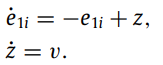 ė₁ᵢ = −e₁ᵢ + z,
ż = υ.